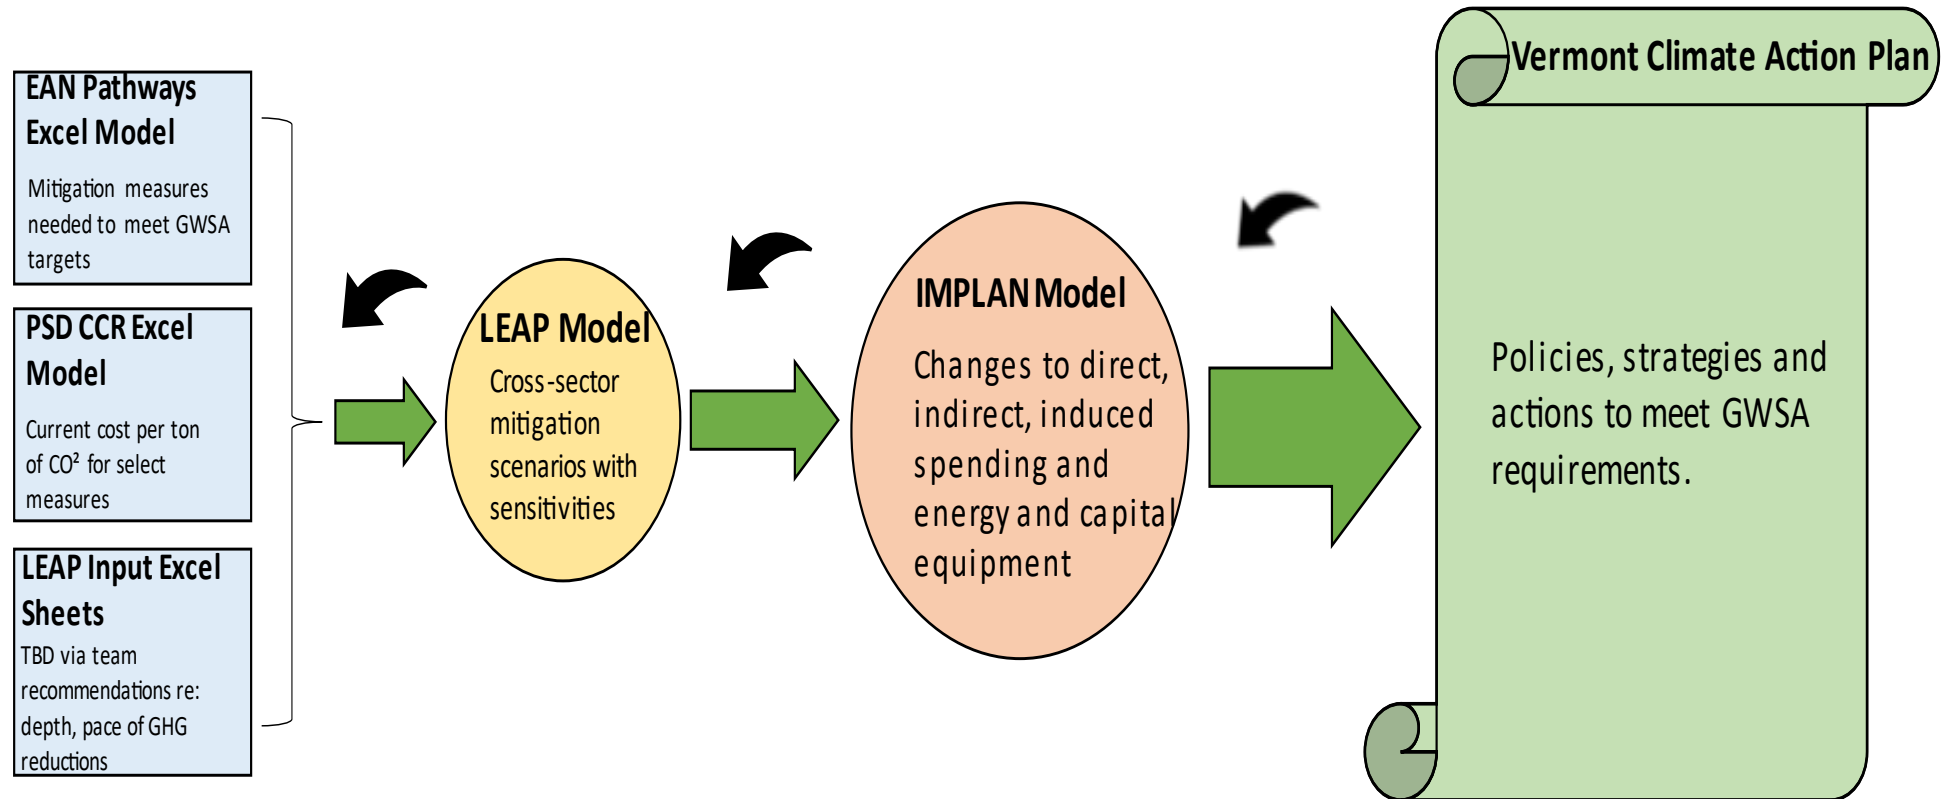 EAN Pathways
Excel Model
Mitigation measures
needed to meet GWSA
targets
PSD CCR Excel
Model
Current cost per ton
of CO² for select
measures
LEAP Input Excel
Sheets
TBD via team
recommendations re:
depth, pace of GHG
reductions
LEAP Model
Cross-sector
mitigation
scenarios with
sensitivities
IMPLAN Model
Changes to direct,
indirect, induced
spending and
energy and capital
equipment
Vermont Climate Action Plan
Policies, strategies and
actions to meet GWSA
requirements.